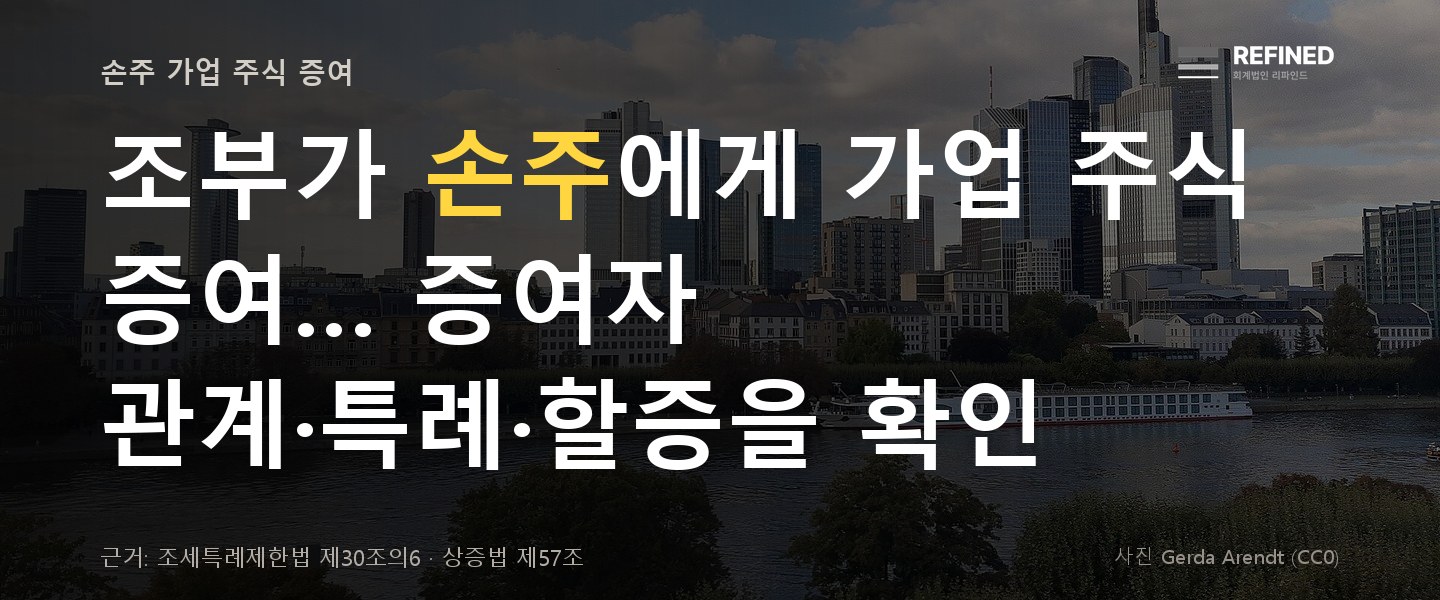 손주 가업 주식 증여
REFINED
회계법인 리파인드
조부가 손주에게 가업 주식
증여... 증여자
관계·특례·할증을 확인
근거: 조세특례제한법 제30조의6 · 상증법 제57조
사진 Gerda Arendt (CC0)